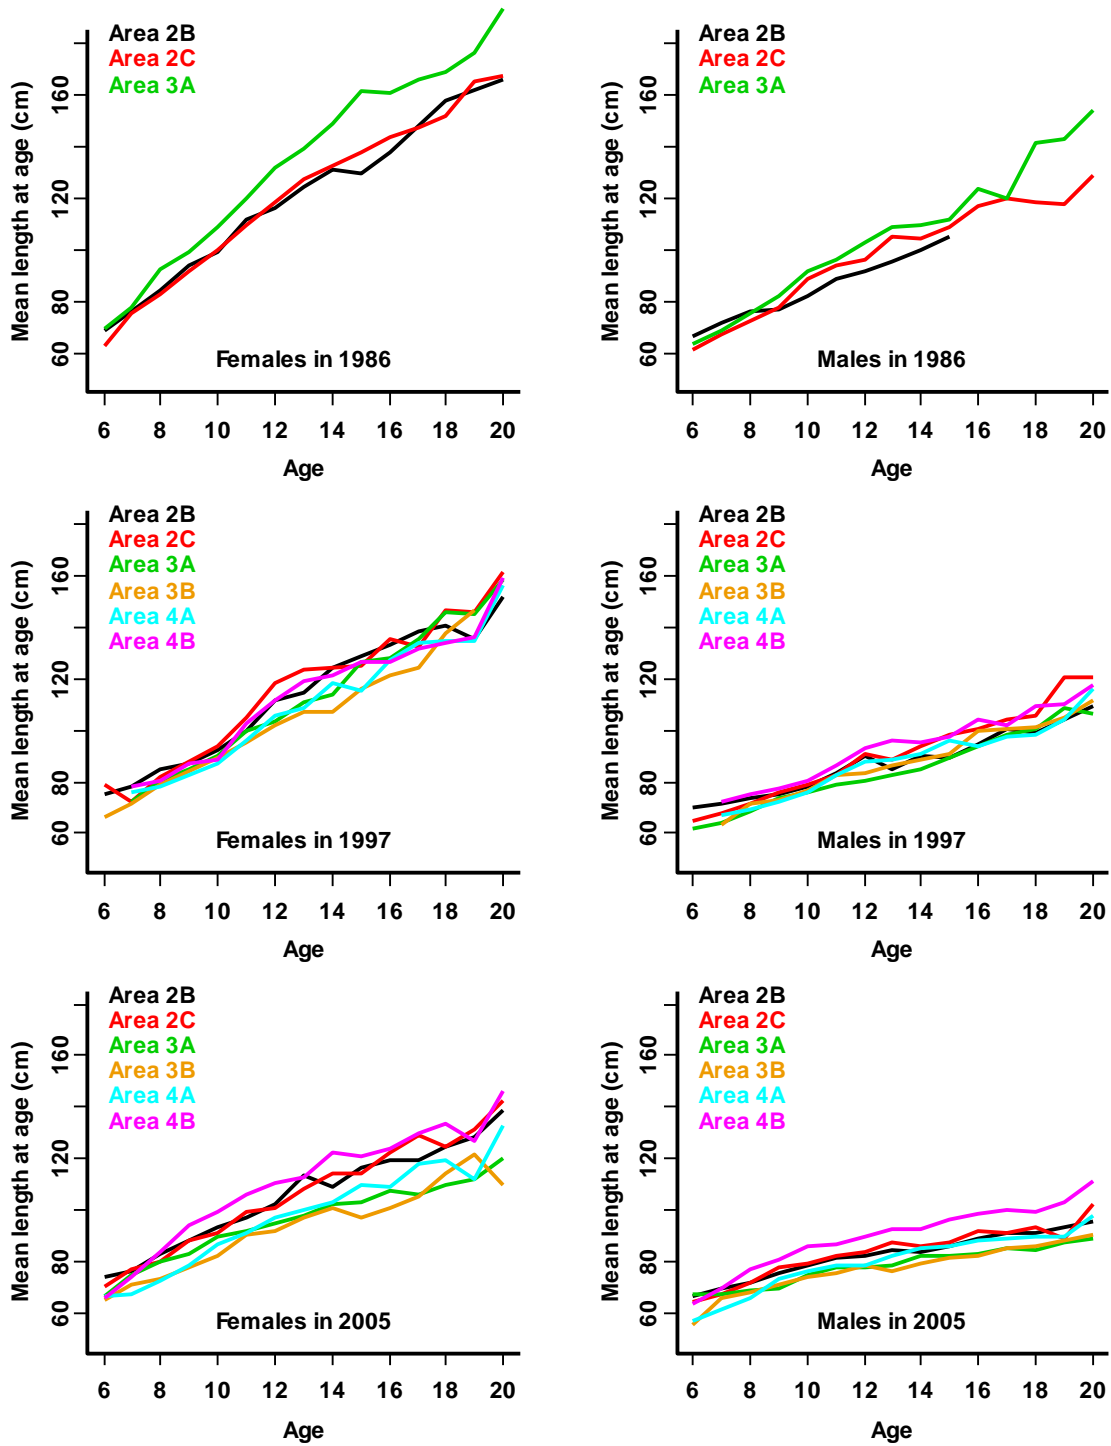 Area 2B
Area 2C
Area 3A
Mean length at age (cm)
160
120
80
60
Females in 1986
6 8 10 12 14 16 18 20
Age
Area 2B
Area 2C
Area 3A
Mean length at age (cm)
160
120
80
60
Males in 1986
6 8 10 12 14 16 18 20
Age
Area 2B
Area 2C
Area 3A
Area 3B
Area 4A
Area 4B
Mean length at age (cm)
160
120
80
60
Females in 1997
6 8 10 12 14 16 18 20
Age
Area 2B
Area 2C
Area 3A
Area 3B
Area 4A
Area 4B
Mean length at age (cm)
160
120
80
60
Males in 1997
6 8 10 12 14 16 18 20
Age
Area 2B
Area 2C
Area 3A
Area 3B
Area 4A
Area 4B
Mean length at age (cm)
160
120
80
60
Females in 2005
6 8 10 12 14 16 18 20
Age
Area 2B
Area 2C
Area 3A
Area 3B
Area 4A
Area 4B
Mean length at age (cm)
160
120
80
60
Males in 2005
6 8 10 12 14 16 18 20
Age